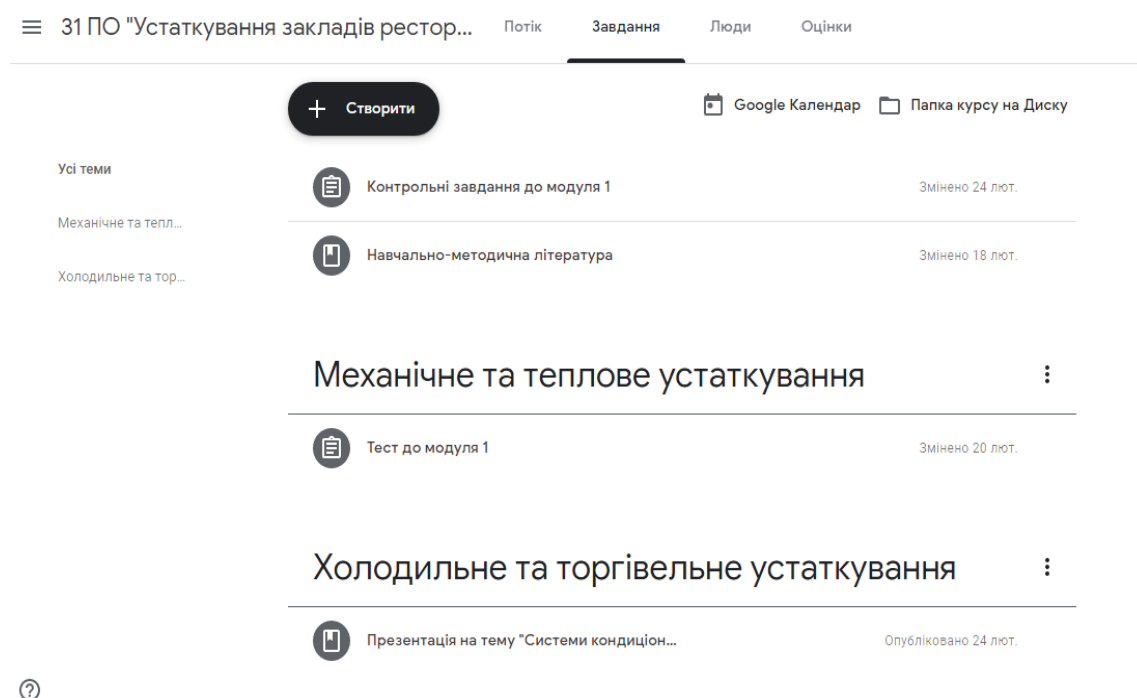 31 ПО "Устаткування закладів рестор... Потік Завдання Люди Оцінки
Створити Google Календар Папка курсу на Диску
Усі теми
Механічне та тепл...
Холодильне та тор...
Контрольні завдання до модуля 1 Змінено 24 лют.
Навчально-методична література Змінено 18 лют.
Механічне та теплове устаткування
Тест до модуля 1 Змінено 20 лют.
Холодильне та торгівельне устаткування
Презентація на тему "Системи кондиціон... Опубліковано 24 лют.